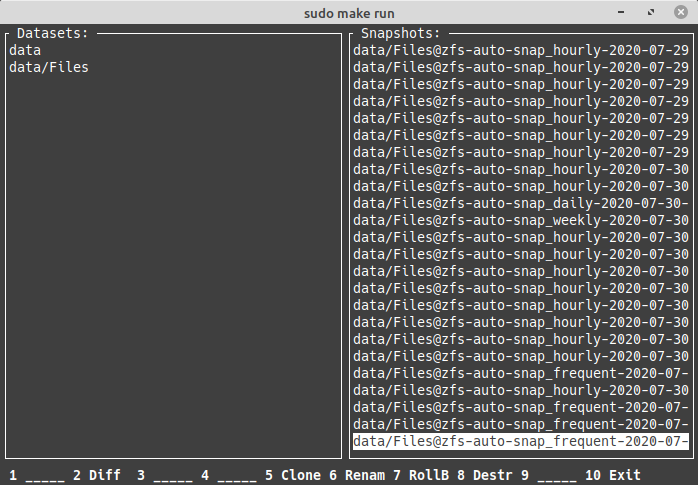 sudo make run
Datasets:
data
data/Files
Snapshots:
data/Files@zfs-auto-snap_hourly-2020-07-29
data/Files@zfs-auto-snap_hourly-2020-07-29
data/Files@zfs-auto-snap_hourly-2020-07-29
data/Files@zfs-auto-snap_hourly-2020-07-29
data/Files@zfs-auto-snap_hourly-2020-07-29
data/Files@zfs-auto-snap_hourly-2020-07-29
data/Files@zfs-auto-snap_hourly-2020-07-29
data/Files@zfs-auto-snap_hourly-2020-07-30
data/Files@zfs-auto-snap_hourly-2020-07-30
data/Files@zfs-auto-snap_daily-2020-07-30-
data/Files@zfs-auto-snap_weekly-2020-07-30
data/Files@zfs-auto-snap_hourly-2020-07-30
data/Files@zfs-auto-snap_hourly-2020-07-30
data/Files@zfs-auto-snap_hourly-2020-07-30
data/Files@zfs-auto-snap_hourly-2020-07-30
data/Files@zfs-auto-snap_hourly-2020-07-30
data/Files@zfs-auto-snap_hourly-2020-07-30
data/Files@zfs-auto-snap_hourly-2020-07-30
data/Files@zfs-auto-snap_hourly-2020-07-30
data/Files@zfs-auto-snap_frequent-2020-07-
data/Files@zfs-auto-snap_hourly-2020-07-30
data/Files@zfs-auto-snap_frequent-2020-07-
data/Files@zfs-auto-snap_frequent-2020-07-
data/Files@zfs-auto-snap_frequent-2020-07-
1 _____ 2 Diff 3 _____ 4 _____ 5 Clone 6 Renam 7 RollB 8 Destr 9 _____ 10 Exit